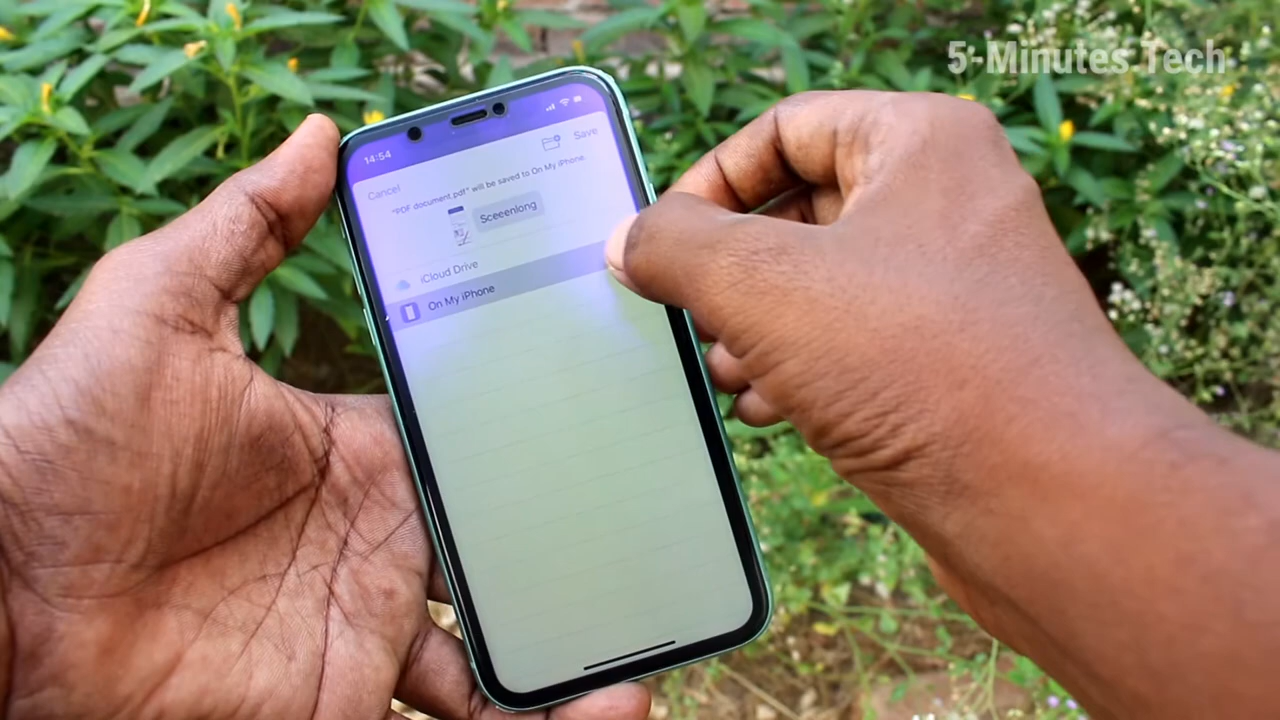 5-Minutes Tech
14:54
Cancel
Save
"PDF document.pdf" will be saved to On My iPhone.
Sceeenlong
iCloud Drive
On My iPhone